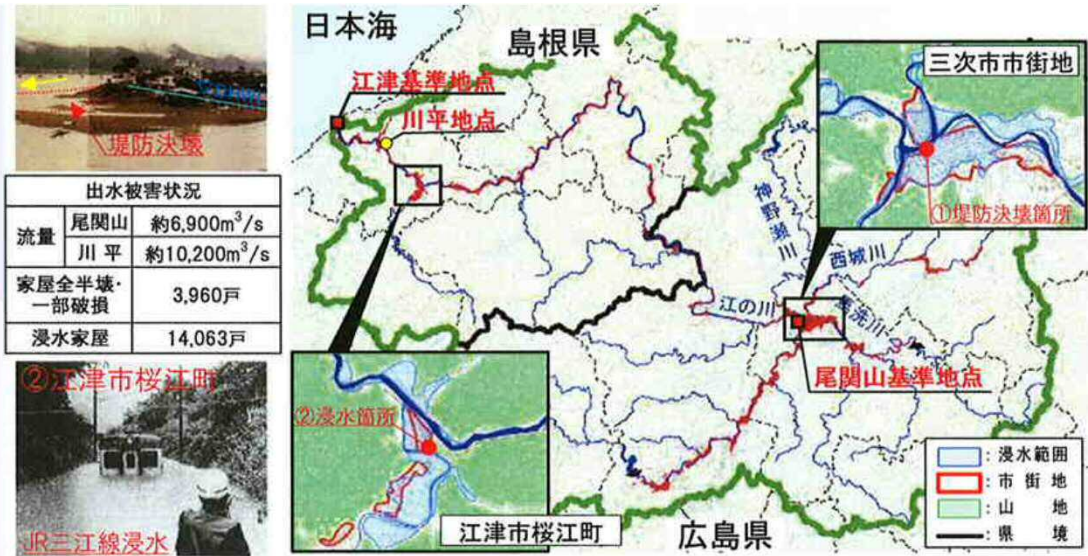 堤防決壊
出水被害状況
流量 尾関山 約6,900m³/s
川平 約10,200m³/s
家屋全半壊・
一部破損 3,960戸
浸水家屋 14,063戸
②江津市桜江町
JR三江線浸水
日本海
島根県
江津基準地点
川平地点
三次市市街地
①堤防決壊箇所
神野瀬川
西城川
江の川
尾関山基準地点
②浸水箇所
江津市桜江町
広島県
:浸水範囲
:市街地
:山地
:県境